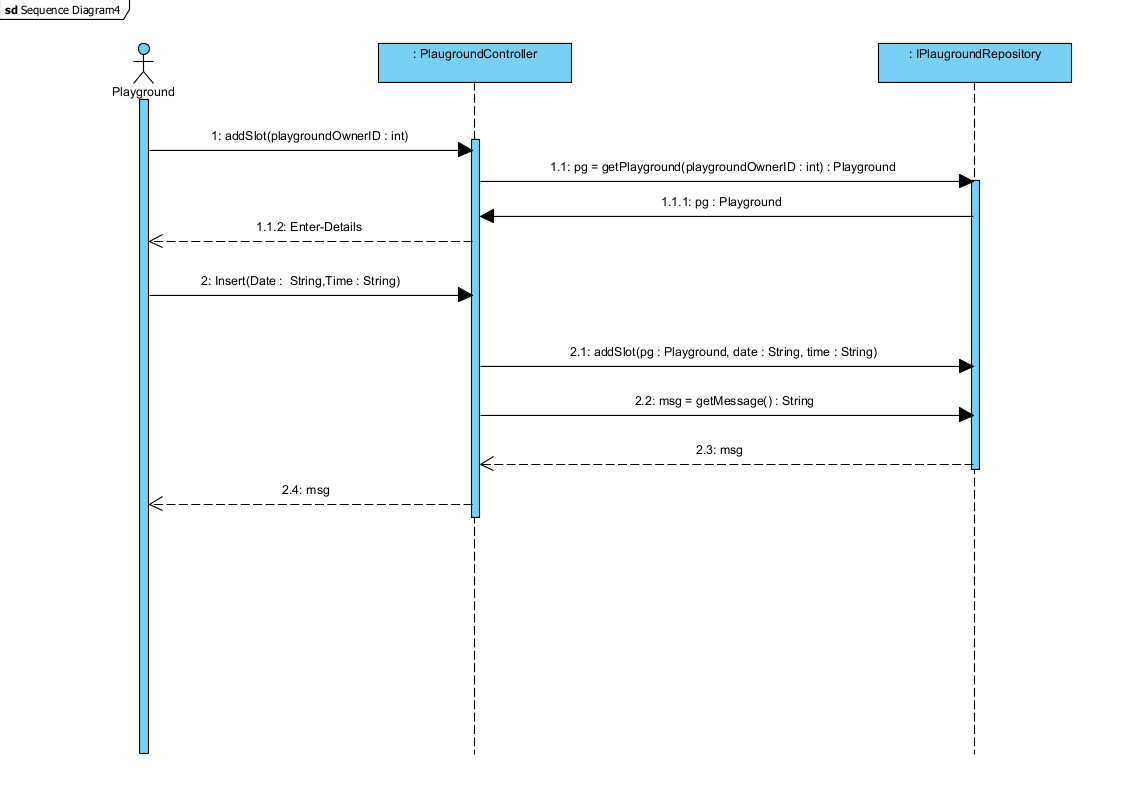 sd Sequence Diagram4
: PlaugroundController
: IPlaugroundRepository
Playground
1: addSlot(playgroundOwnerID : int)
1.1: pg = getPlayground(playgroundOwnerID : int) : Playground
1.1.1: pg : Playground
1.1.2: Enter-Details
2: Insert(Date :  String,Time : String)
2.1: addSlot(pg : Playground, date : String, time : String)
2.2: msg = getMessage() : String
2.3: msg
2.4: msg